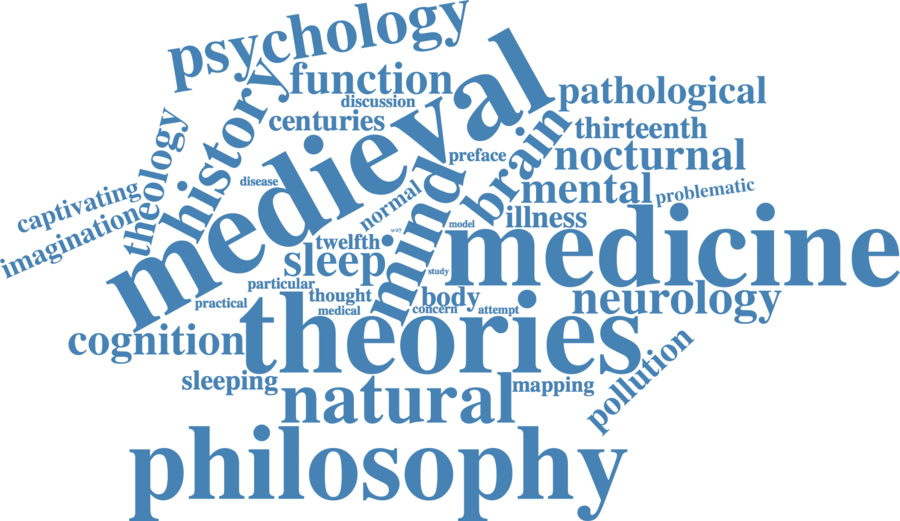 psychology
medieval
function
history
discussion
centuries
pathological
thirteenth
brain
nocturnal
preface
theology
disease
mental
problematic
captivating
normal
mind
illness
imagination
way
model
medicine
twelfth
sleep
study
particular
thought
body
neurology
practical
medical
concern
attempt
theories
cognition
pollution
sleeping
natural
mapping
philosophy